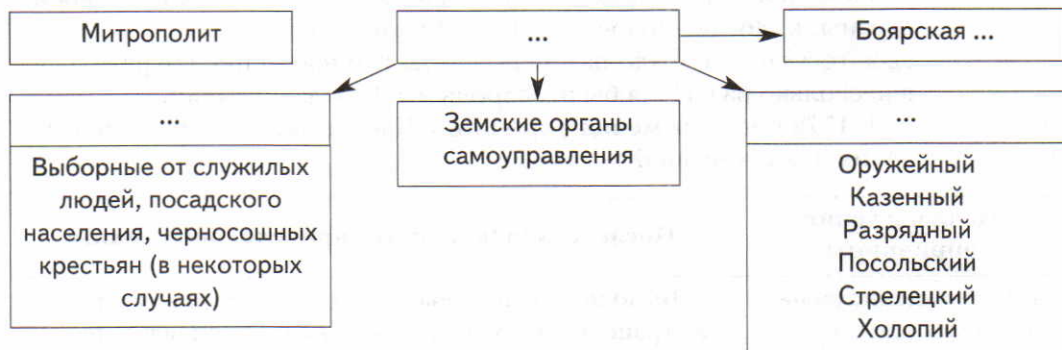 Митрополит
...
Боярская ...
...
Выборные от служилых
людей, посадского
населения, черносошных
крестьян (в некоторых
случаях)
Земские органы
самоуправления
...
Оружейный
Казенный
Разрядный
Посольский
Стрелецкий
Холопий